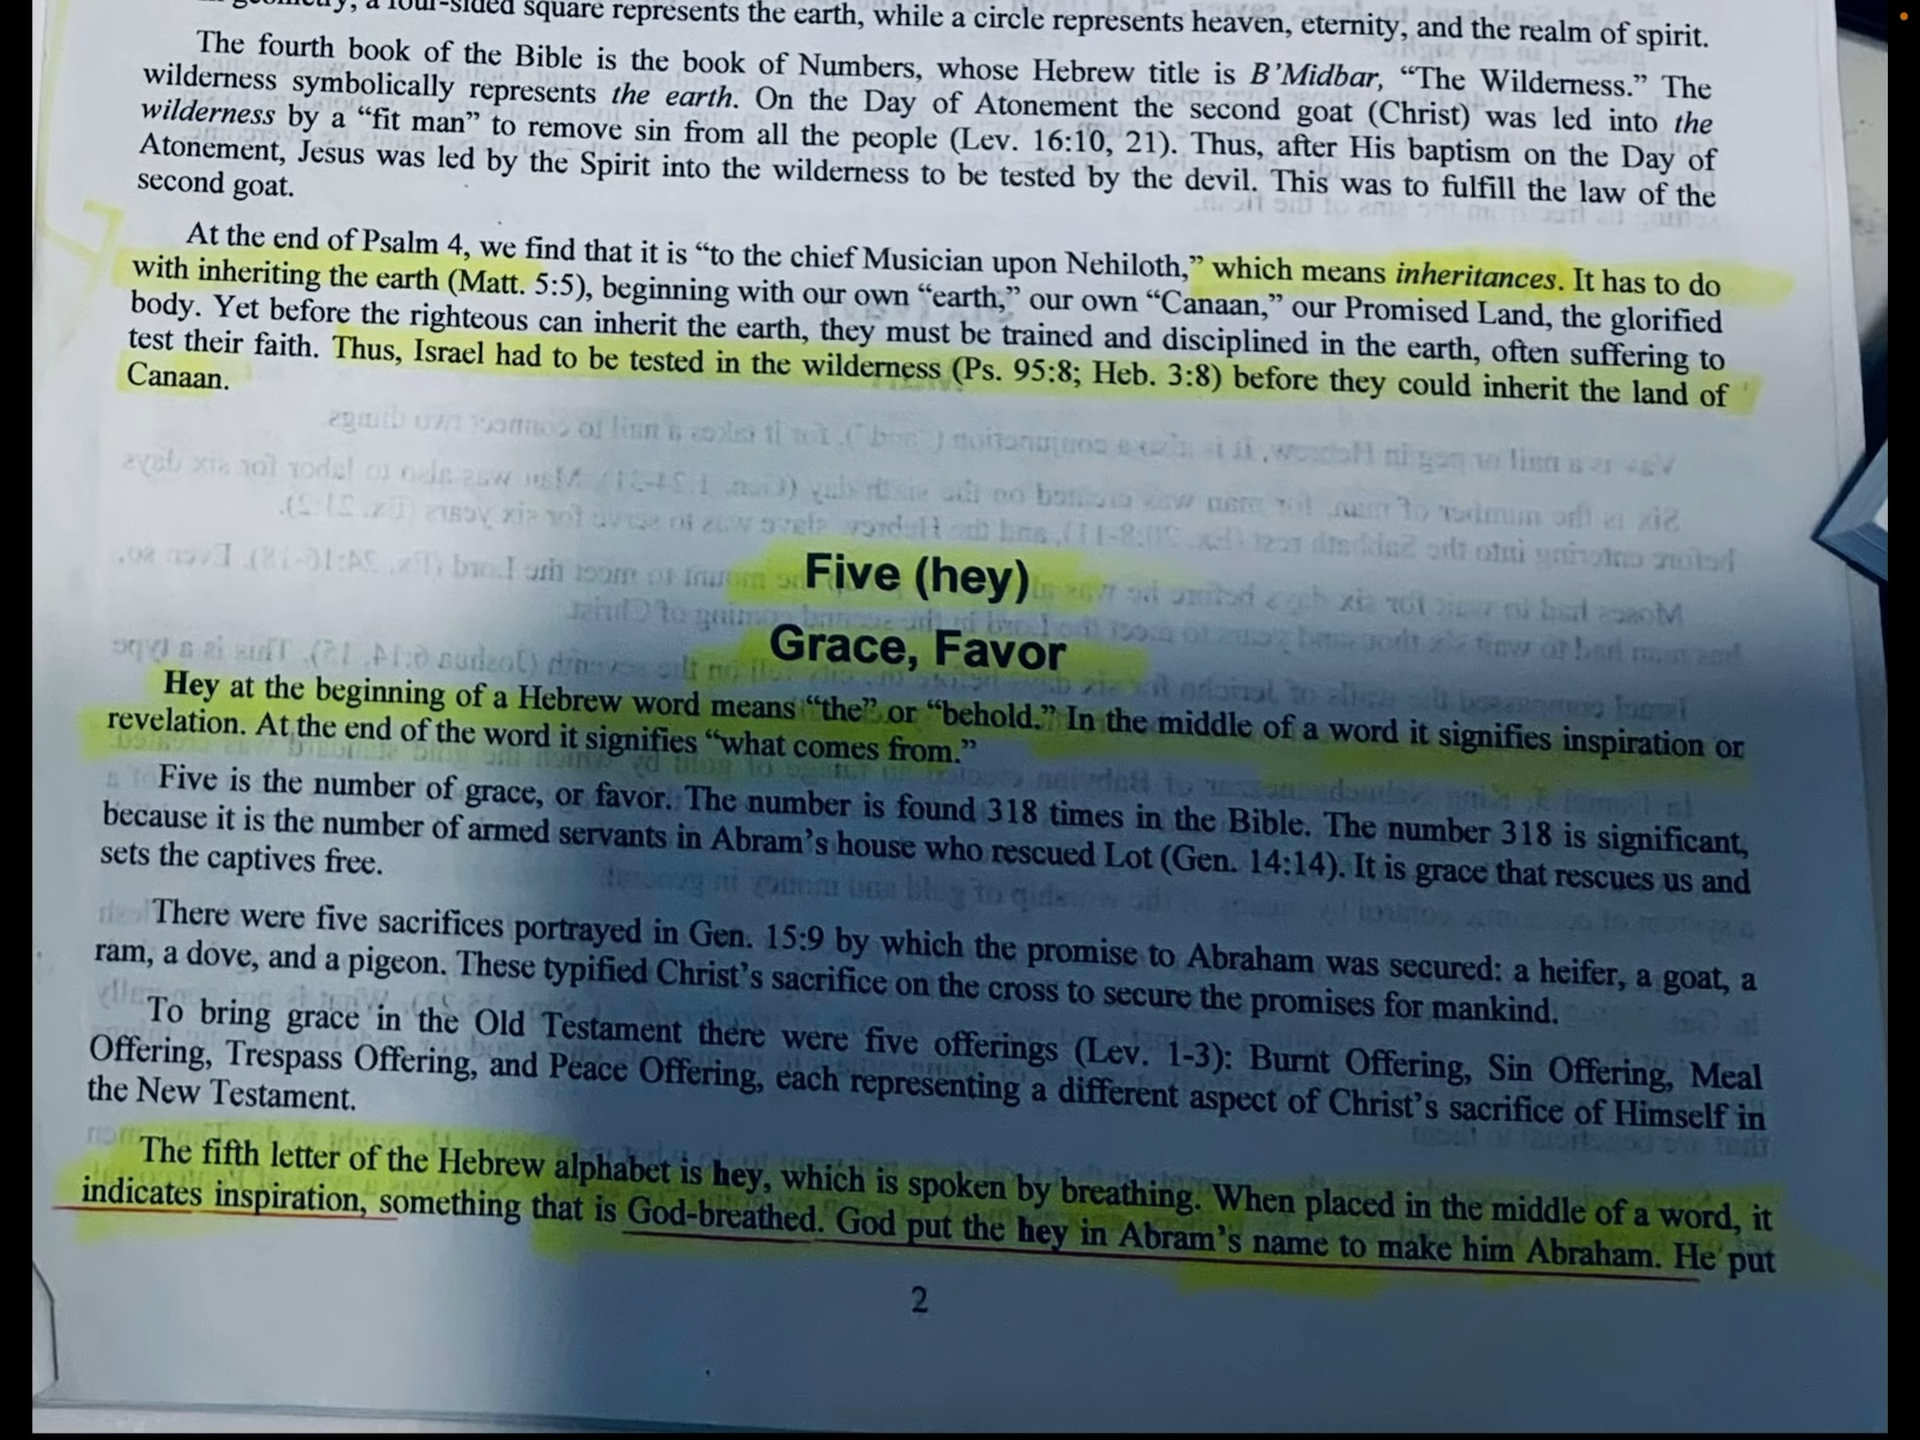 a four-sided square represents the earth, while a circle represents heaven, eternity, and the realm of spirit.
The fourth book of the Bible is the book of Numbers, whose Hebrew title is B’Midbar, “The Wilderness.” The
wilderness symbolically represents the earth. On the Day of Atonement the second goat (Christ) was led into the
wilderness by a “fit man” to remove sin from all the people (Lev. 16:10, 21). Thus, after His baptism on the Day of
Atonement, Jesus was led by the Spirit into the wilderness to be tested by the devil. This was to fulfill the law of the
second goat.
At the end of Psalm 4, we find that it is “to the chief Musician upon Nehiloth,” which means inheritances. It has to do
with inheriting the earth (Matt. 5:5), beginning with our own “earth,” our own “Canaan,” our Promised Land, the glorified
body. Yet before the righteous can inherit the earth, they must be trained and disciplined in the earth, often suffering to
test their faith. Thus, Israel had to be tested in the wilderness (Ps. 95:8; Heb. 3:8) before they could inherit the land of
Canaan.
Five (hey)
Grace, Favor
Hey at the beginning of a Hebrew word means “the” or “behold.” In the middle of a word it signifies inspiration or
revelation. At the end of the word it signifies “what comes from.”
Five is the number of grace, or favor. The number is found 318 times in the Bible. The number 318 is significant,
because it is the number of armed servants in Abram’s house who rescued Lot (Gen. 14:14). It is grace that rescues us and
sets the captives free.
There were five sacrifices portrayed in Gen. 15:9 by which the promise to Abraham was secured: a heifer, a goat, a
ram, a dove, and a pigeon. These typified Christ’s sacrifice on the cross to secure the promises for mankind.
To bring grace in the Old Testament there were five offerings (Lev. 1-3): Burnt Offering, Sin Offering, Meal
Offering, Trespass Offering, and Peace Offering, each representing a different aspect of Christ’s sacrifice of Himself in
the New Testament.
The fifth letter of the Hebrew alphabet is hey, which is spoken by breathing. When placed in the middle of a word, it
indicates inspiration, something that is God-breathed. God put the hey in Abram’s name to make him Abraham. He put
2